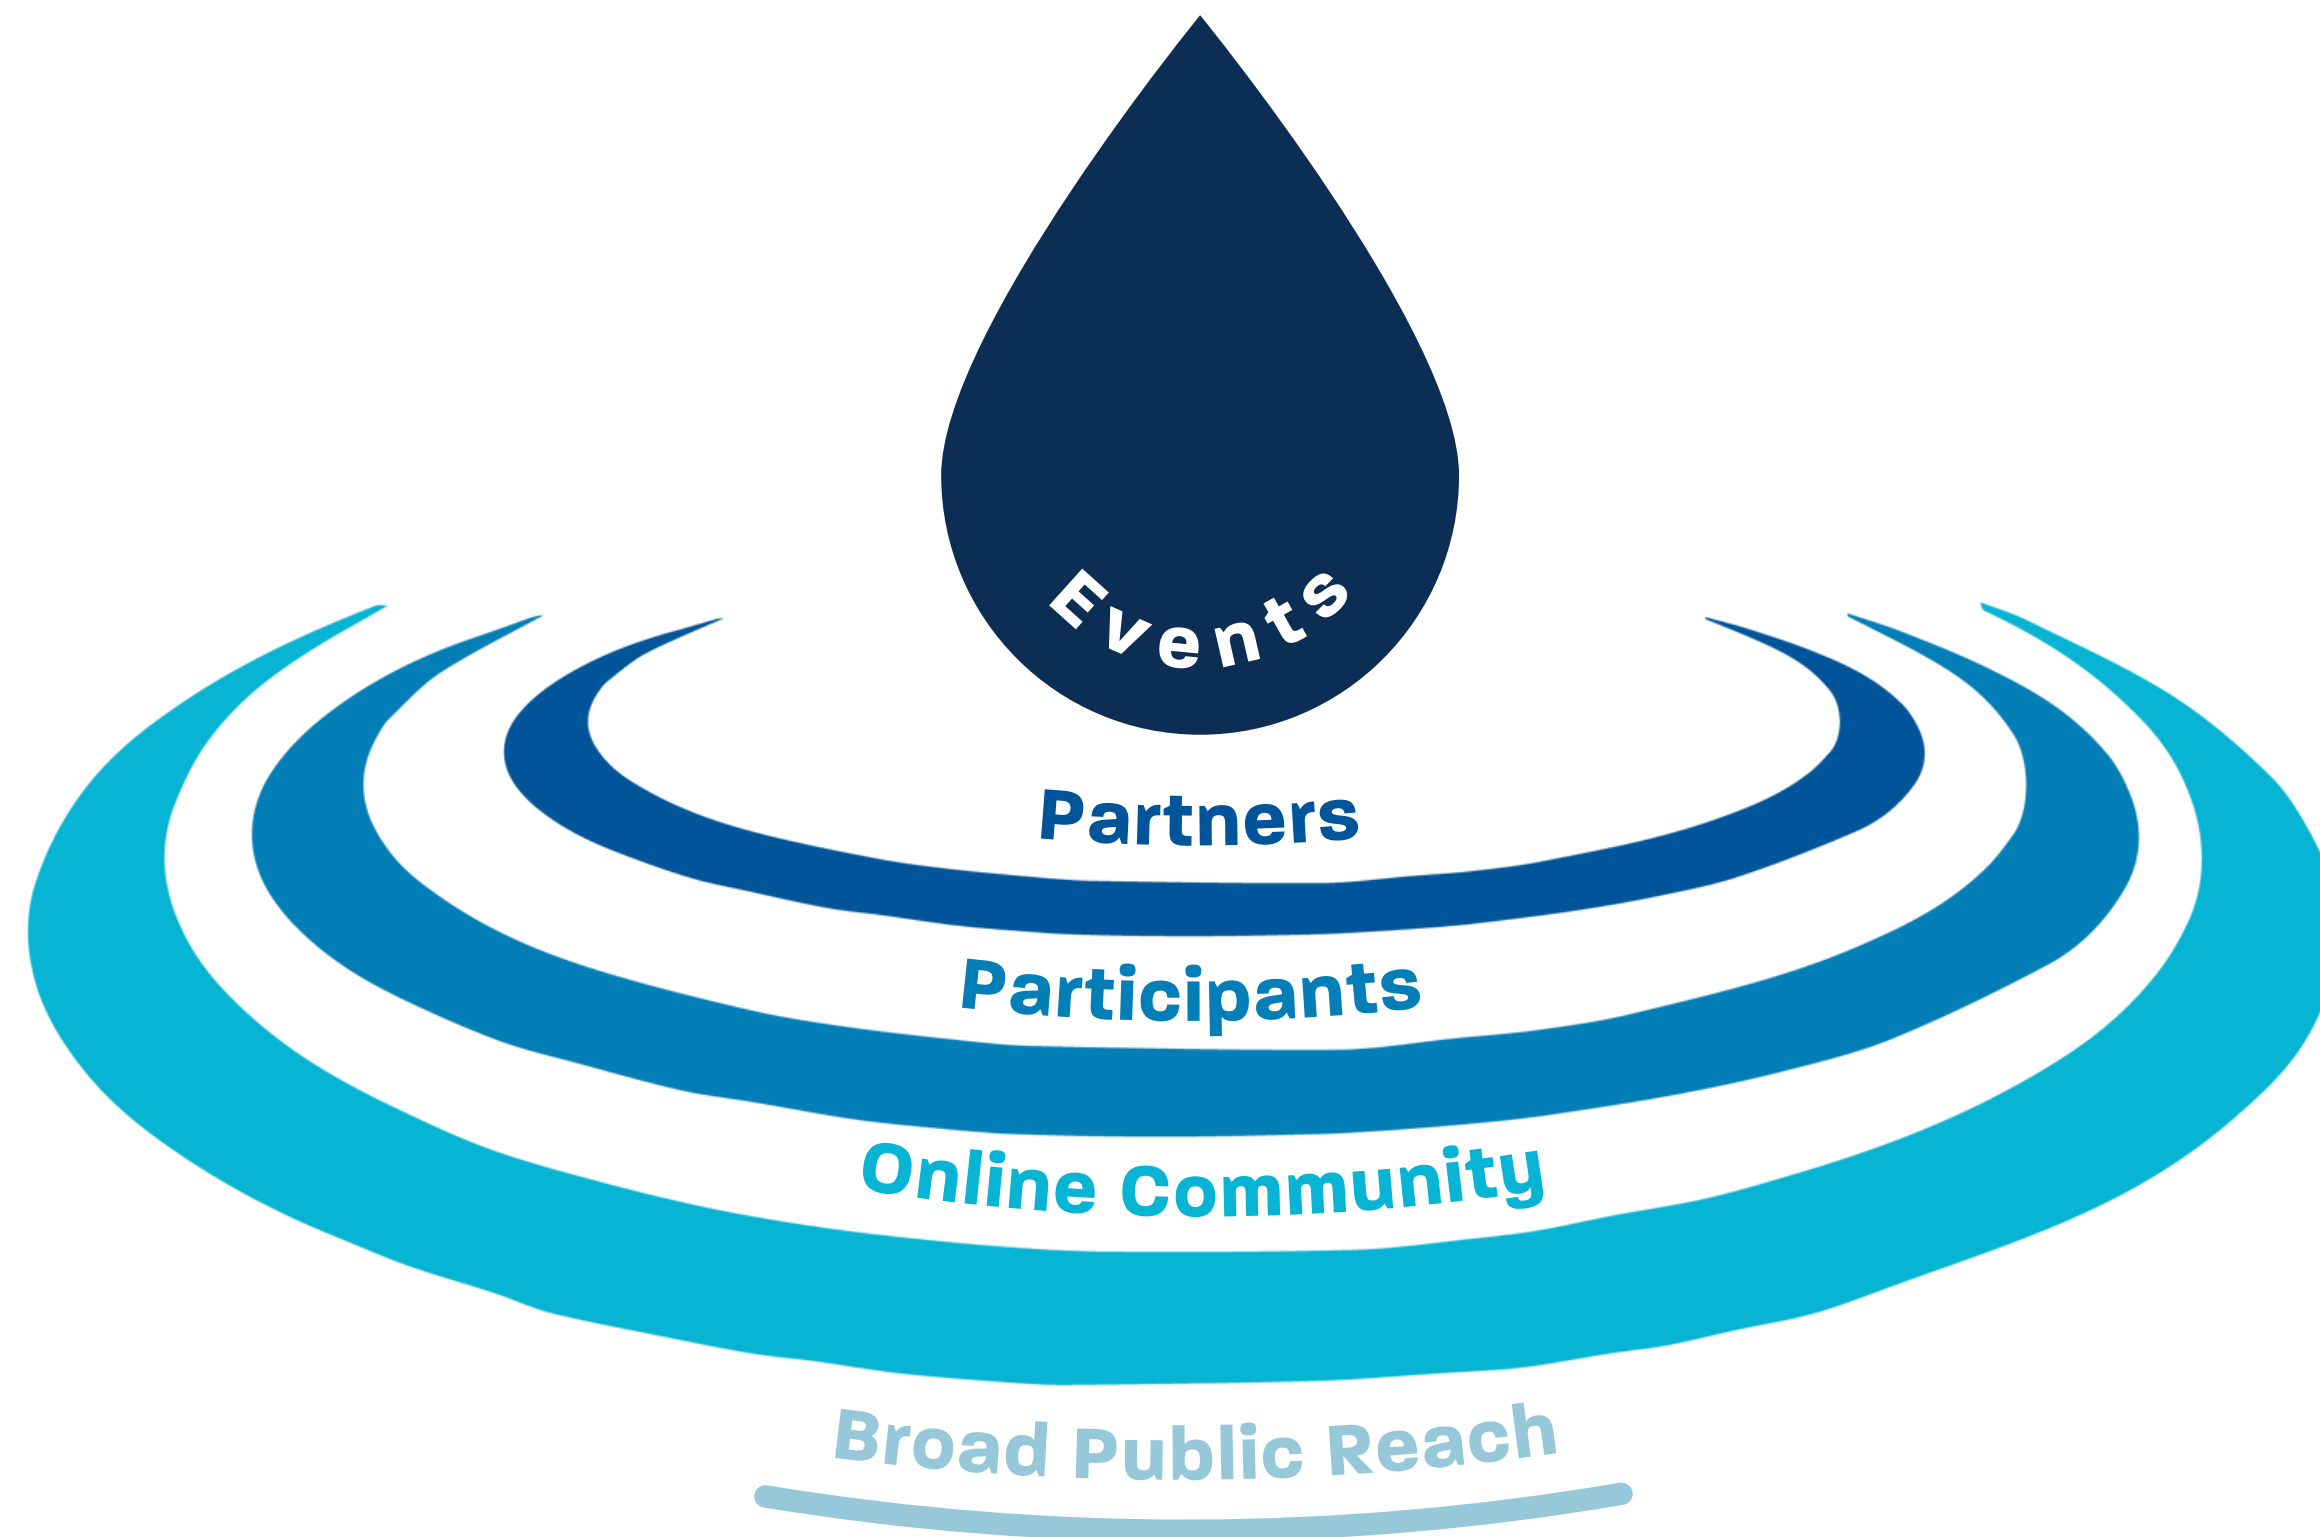 Events
Partners
Participants
Online Community
Broad Public Reach